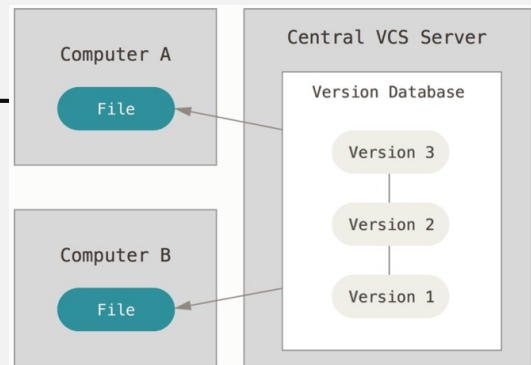 Computer A
File
Computer B
File
Central VCS Server
Version Database
Version 3
Version 2
Version 1